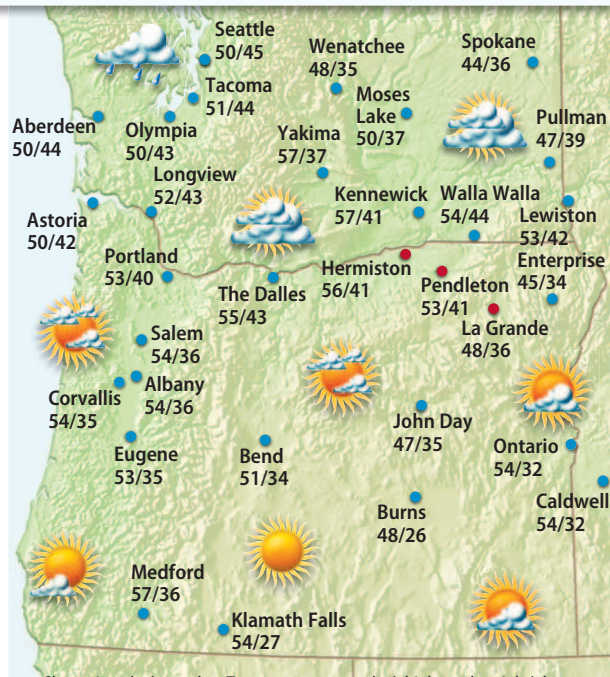 Seattle
50/45
Wenatchee
48/35
Spokane
44/36
Tacoma
51/44
Moses
Lake
50/37
Aberdeen
50/44
Olympia
50/43
Yakima
57/37
Pullman
47/39
Longview
52/43
Kennewick
57/41
Walla Walla
54/44
Lewiston
53/42
Astoria
50/42
Portland
53/40
The Dalles
55/43
Hermiston
56/41
Pendleton
53/41
Enterprise
45/34
La Grande
48/36
Salem
54/36
Albany
54/36
Corvallis
54/35
Eugene
53/35
Bend
51/34
John Day
47/35
Ontario
54/32
Caldwell
54/32
Burns
48/26
Medford
57/36
Klamath Falls
54/27